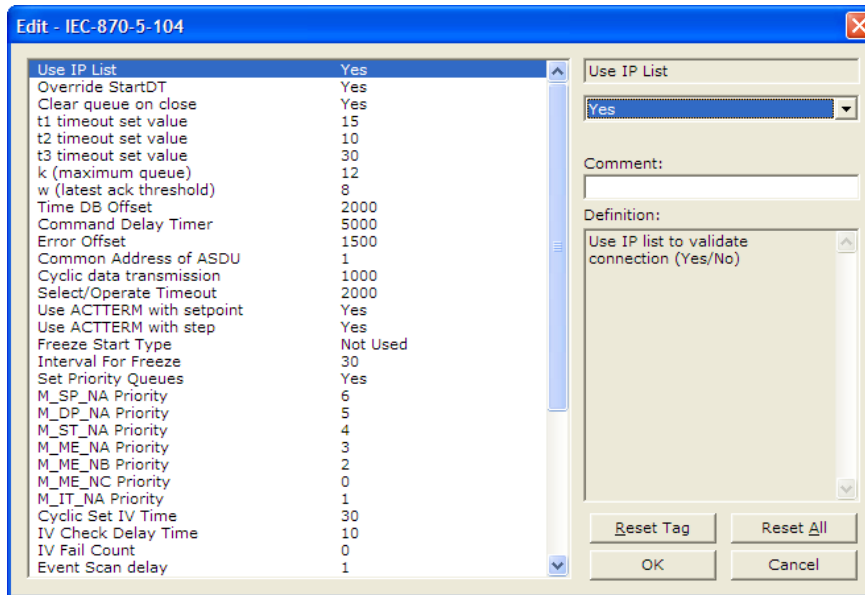 Edit - IEC-870-5-104
Use IP List Yes
Override StartDT Yes
Clear queue on close Yes
t1 timeout set value 15
t2 timeout set value 10
t3 timeout set value 30
k (maximum queue) 12
w (latest ack threshold) 8
Time DB Offset 2000
Command Delay Timer 5000
Error Offset 1500
Common Address of ASDU 1
Cyclic data transmission 1000
Select/Operate Timeout 2000
Use ACTTERM with setpoint Yes
Use ACTTERM with step Yes
Freeze Start Type Not Used
Interval For Freeze 30
Set Priority Queues Yes
M_SP_NA Priority 6
M_DP_NA Priority 5
M_ST_NA Priority 4
M_ME_NA Priority 3
M_ME_NB Priority 2
M_ME_NC Priority 0
M_IT_NA Priority 1
Cyclic Set IV Time 30
IV Check Delay Time 10
IV Fail Count 0
Event Scan delay 1
Use IP List
Yes
Comment:
Definition:
Use IP list to validate
connection (Yes/No)
Reset Tag Reset All
OK Cancel